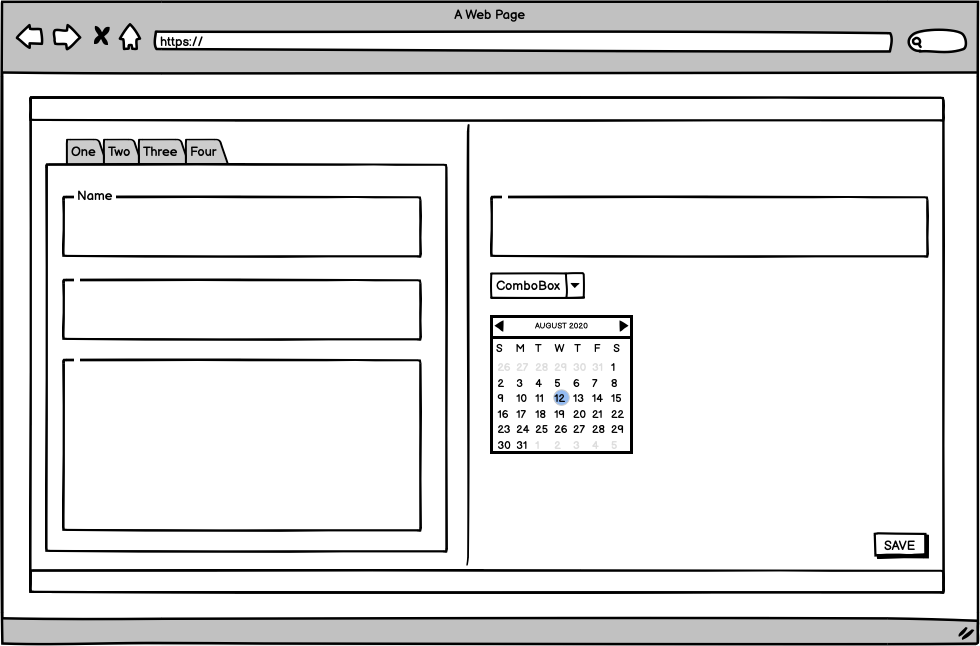 A Web Page
https://
One Two Three Four
Name
ComboBox
AUGUST 2020
S M T W T F S
26 27 28 29 30 31 1
2 3 4 5 6 7 8
9 10 11 12 13 14 15
16 17 18 19 20 21 22
23 24 25 26 27 28 29
30 31 1 2 3 4 5
SAVE